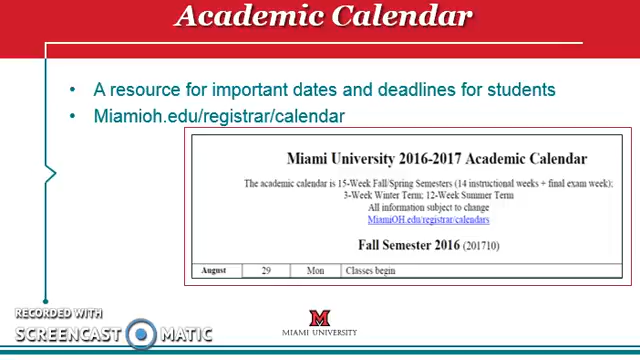 Academic Calendar
• A resource for important dates and deadlines for students
• Miamioh.edu/registrar/calendar
Miami University 2016-2017 Academic Calendar
The academic calendar is 15-Week Fall/Spring Semesters (14 instructional weeks + final exam week);
3-Week Winter Term; 12-Week Summer Term
All information subject to change
MiamiOH.edu/registrar/calendars
Fall Semester 2016 (201710)
August 29 Mon Classes begin
RECORDED WITH
SCREENCAST MATIC
M
MIAMI UNIVERSITY